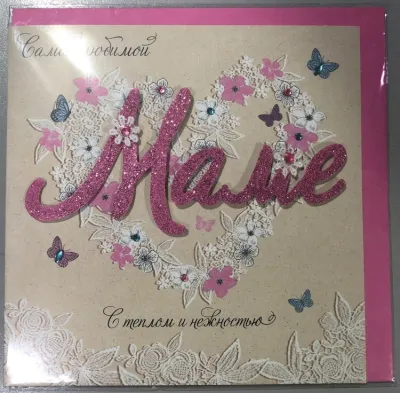 Самой любимой
Маме
С теплом и нежностью